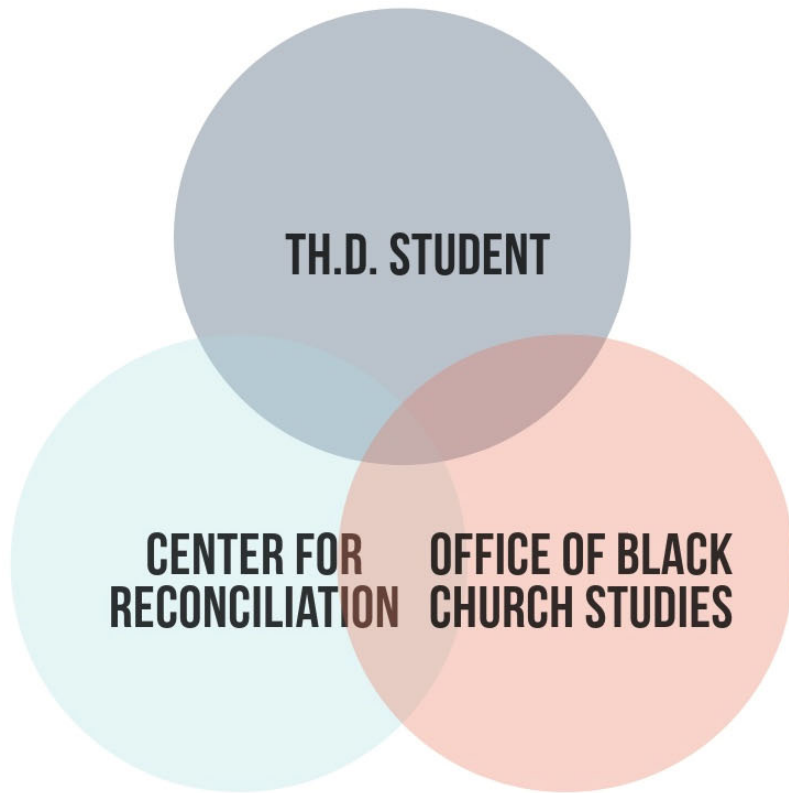 TH.D. STUDENT
CENTER FOR
RECONCILIATION
OFFICE OF BLACK
CHURCH STUDIES